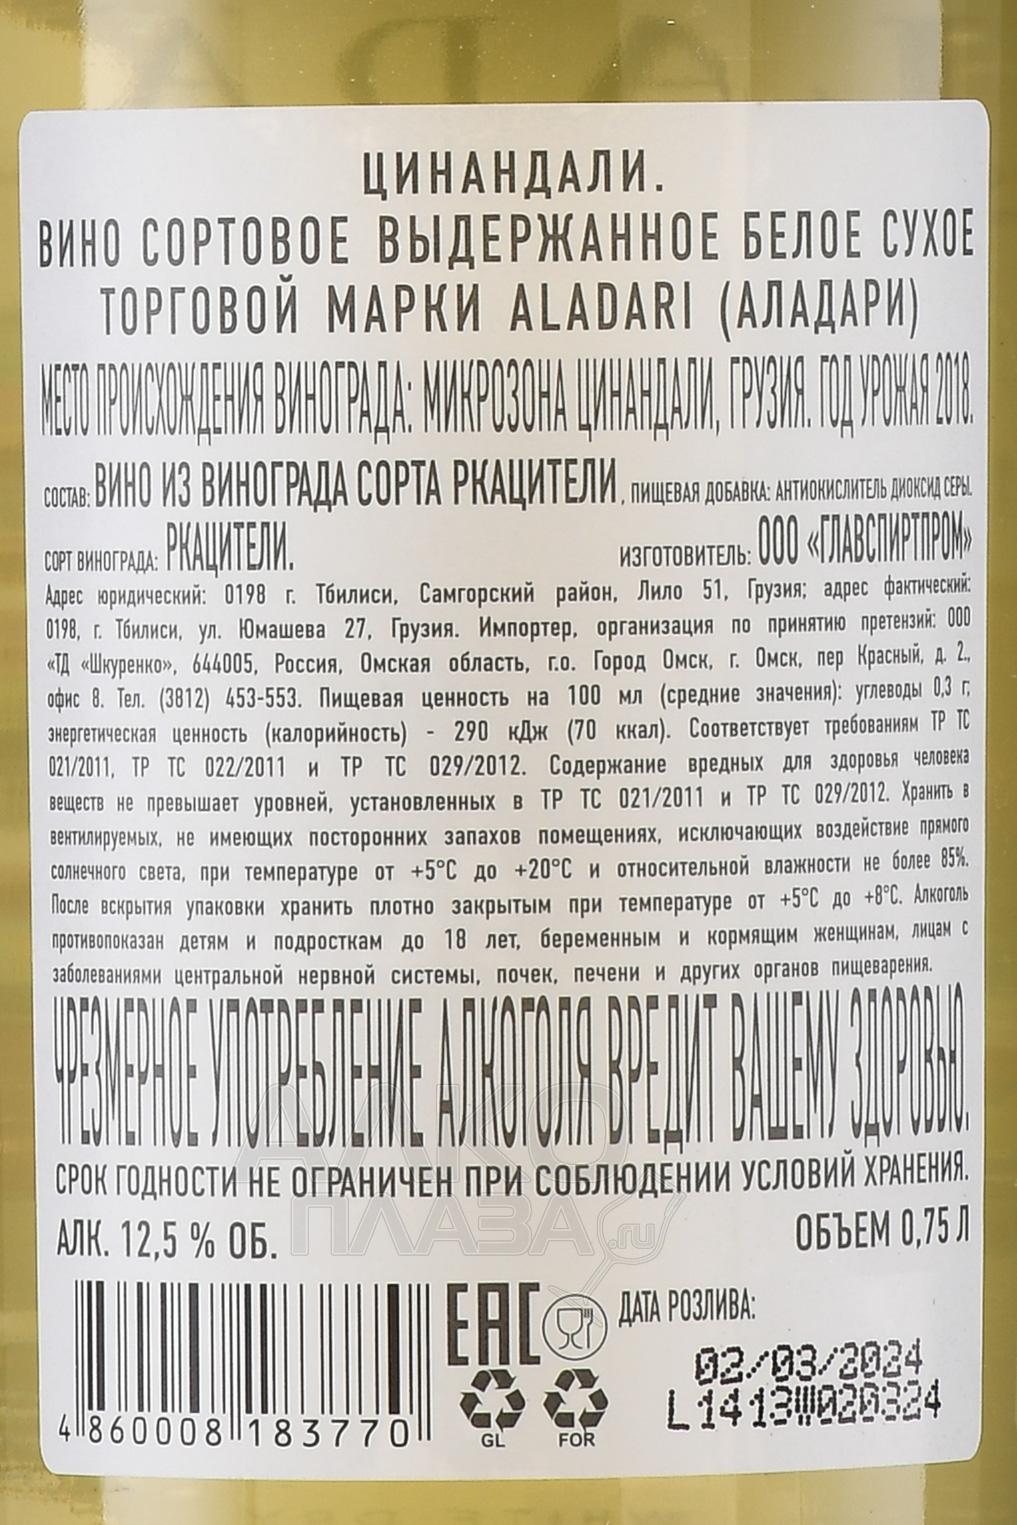 ЦИНАНДАЛИ.
ВИНО СОРТОВОЕ ВЫДЕРЖАННОЕ БЕЛОЕ СУХОЕ
ТОРГОВОЙ МАРКИ ALADARI (АЛАДАРИ)
МЕСТО ПРОИСХОЖДЕНИЯ ВИНОГРАДА: МИКРОЗОНА ЦИНАНДАЛИ, ГРУЗИЯ. ГОД УРОЖАЯ 2018.
СОСТАВ: ВИНО ИЗ ВИНОГРАДА СОРТА РКАЦИТЕЛИ, ПИЩЕВАЯ ДОБАВКА: АНТИОКИСЛИТЕЛЬ ДИОКСИД СЕРЫ.
СОРТ ВИНОГРАДА: РКАЦИТЕЛИ. ИЗГОТОВИТЕЛЬ: ООО «ГЛАВСПИРТПРОМ»
Адрес юридический: 0198 г. Тбилиси, Самгорский район, Лило 51, Грузия; адрес фактический:
0198, г. Тбилиси, ул. Юмашева 27, Грузия. Импортер, организация по принятию претензий: ООО
«ТД «Шкуренко», 644005, Россия, Омская область, г.о. Город Омск, г. Омск, пер Красный, д. 2.,
офис 8. Тел. (3812) 453-553. Пищевая ценность на 100 мл (средние значения): углеводы 0,3 г;
энергетическая ценность (калорийность) - 290 кДж (70 ккал). Соответствует требованиям ТР ТС
021/2011, ТР ТС 022/2011 и ТР ТС 029/2012. Содержание вредных для здоровья человека
веществ не превышает уровней, установленных в ТР ТС 021/2011 и ТР ТС 029/2012. Хранить в
вентилируемых, не имеющих посторонних запахов помещениях, исключающих воздействие прямого
солнечного света, при температуре от +5°С до +20°С и относительной влажности не более 85%.
После вскрытия упаковки хранить плотно закрытым при температуре от +5°С до +8°С. Алкоголь
противопоказан детям и подросткам до 18 лет, беременным и кормящим женщинам, лицам с
заболеваниями центральной нервной системы, почек, печени и других органов пищеварения.
ЧРЕЗМЕРНОЕ УПОТРЕБЛЕНИЕ АЛКОГОЛЯ ВРЕДИТ ВАШЕМУ ЗДОРОВЬЮ.
АЛКО
СРОК ГОДНОСТИ НЕ ОГРАНИЧЕН ПРИ СОБЛЮДЕНИИ УСЛОВИЙ ХРАНЕНИЯ.
ПЛАЗА.ru
АЛК. 12,5 % ОБ. ОБЪЕМ 0,75 Л
EAC ДАТА РОЗЛИВА:
02/03/2024
L1413 020324
4 860008 183770 GL FOR